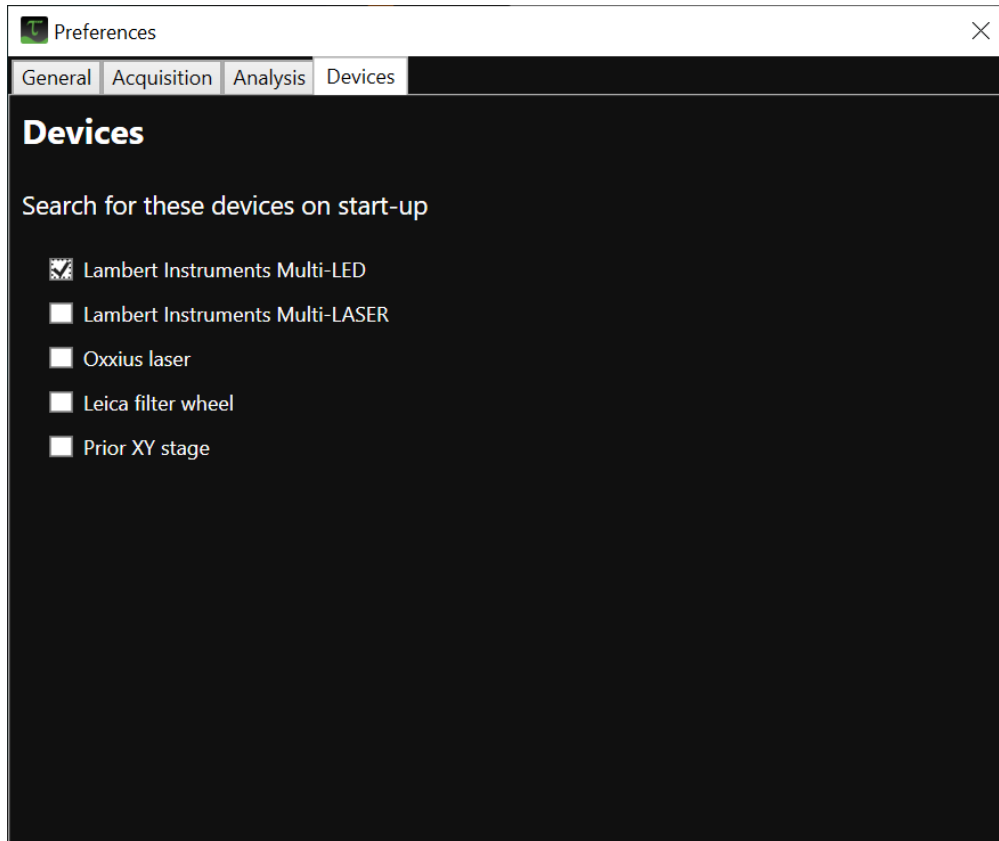 Preferences
General Acquisition Analysis Devices
Devices
Search for these devices on start-up
Lambert Instruments Multi-LED
Lambert Instruments Multi-LASER
Oxxius laser
Leica filter wheel
Prior XY stage